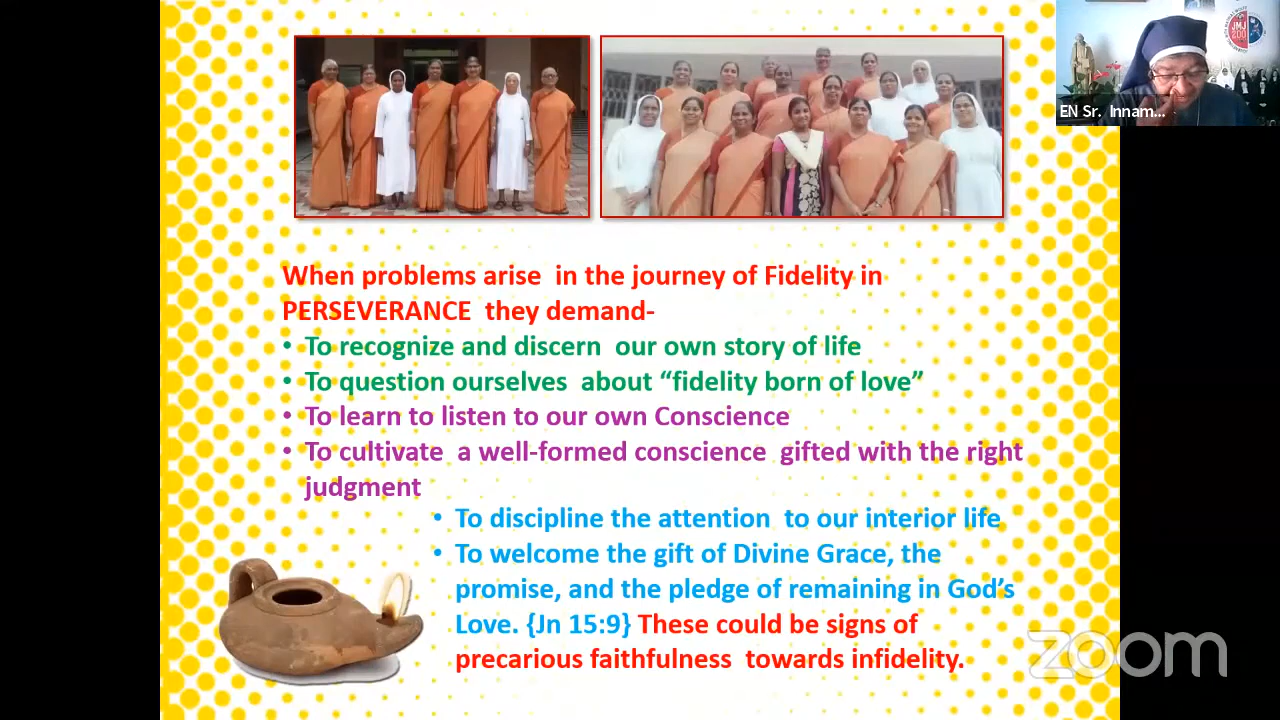 JMJ
200
EN Sr. Innam...
When problems arise in the journey of Fidelity in
PERSEVERANCE they demand-
• To recognize and discern our own story of life
• To question ourselves about “fidelity born of love”
• To learn to listen to our own Conscience
• To cultivate a well-formed conscience gifted with the right
judgment
• To discipline the attention to our interior life
• To welcome the gift of Divine Grace, the
promise, and the pledge of remaining in God’s
Love. {Jn 15:9} These could be signs of
precarious faithfulness towards infidelity.
zoom